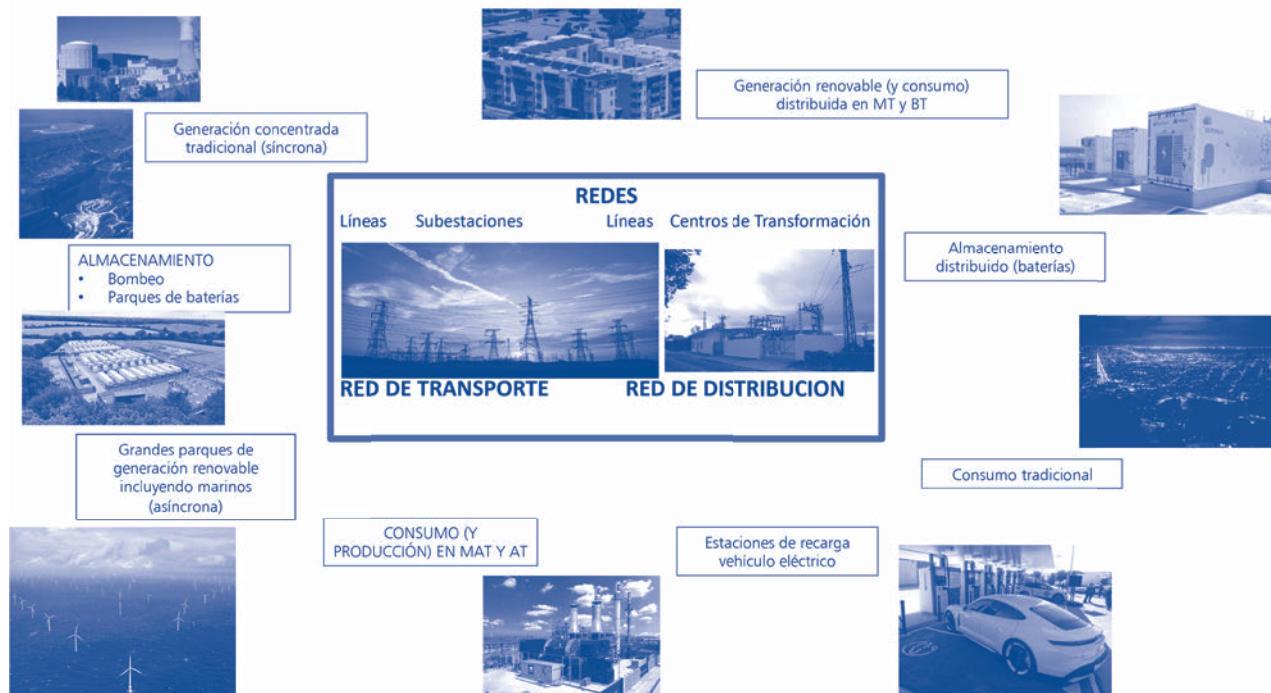 Generación concentrada
tradicional (síncrona)
Generación renovable (y consumo)
distribuida en MT y BT
REDES
Líneas Subestaciones Líneas Centros de Transformación
RED DE TRANSPORTE RED DE DISTRIBUCION
ALMACENAMIENTO
• Bombeo
• Parques de baterías
Almacenamiento
distribuido (baterías)
Grandes parques de
generación renovable
incluyendo marinos
(asíncrona)
Consumo tradicional
CONSUMO (Y
PRODUCCIÓN) EN MAT Y AT
Estaciones de recarga
vehículo eléctrico